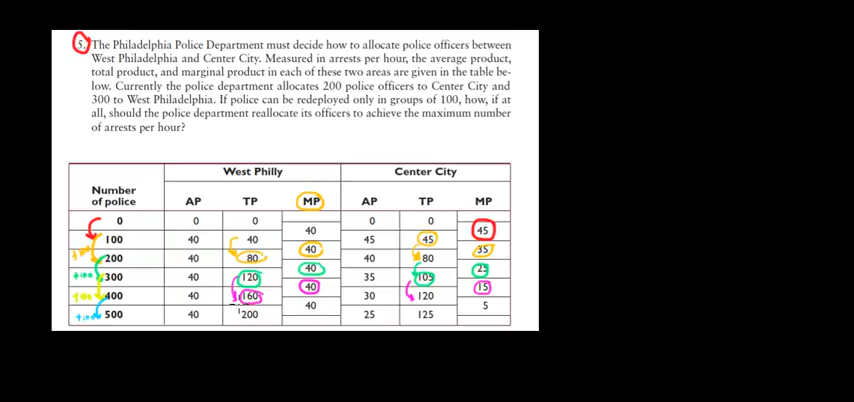 5. The Philadelphia Police Department must decide how to allocate police officers between
West Philadelphia and Center City. Measured in arrests per hour, the average product,
total product, and marginal product in each of these two areas are given in the table be-
low. Currently the police department allocates 200 police officers to Center City and
300 to West Philadelphia. If police can be redeployed only in groups of 100, how, if at
all, should the police department reallocate its officers to achieve the maximum number
of arrests per hour?
West Philly Center City
Number
of police AP TP MP AP TP MP
0 0 0 0 0
40 45
100 40 40 45 45
+100 40 35
200 40 80 40 80
+100 40 25
300 40 120 35 105
+100 40 15
400 40 160 30 120
+100 40 5
500 40 200 25 125